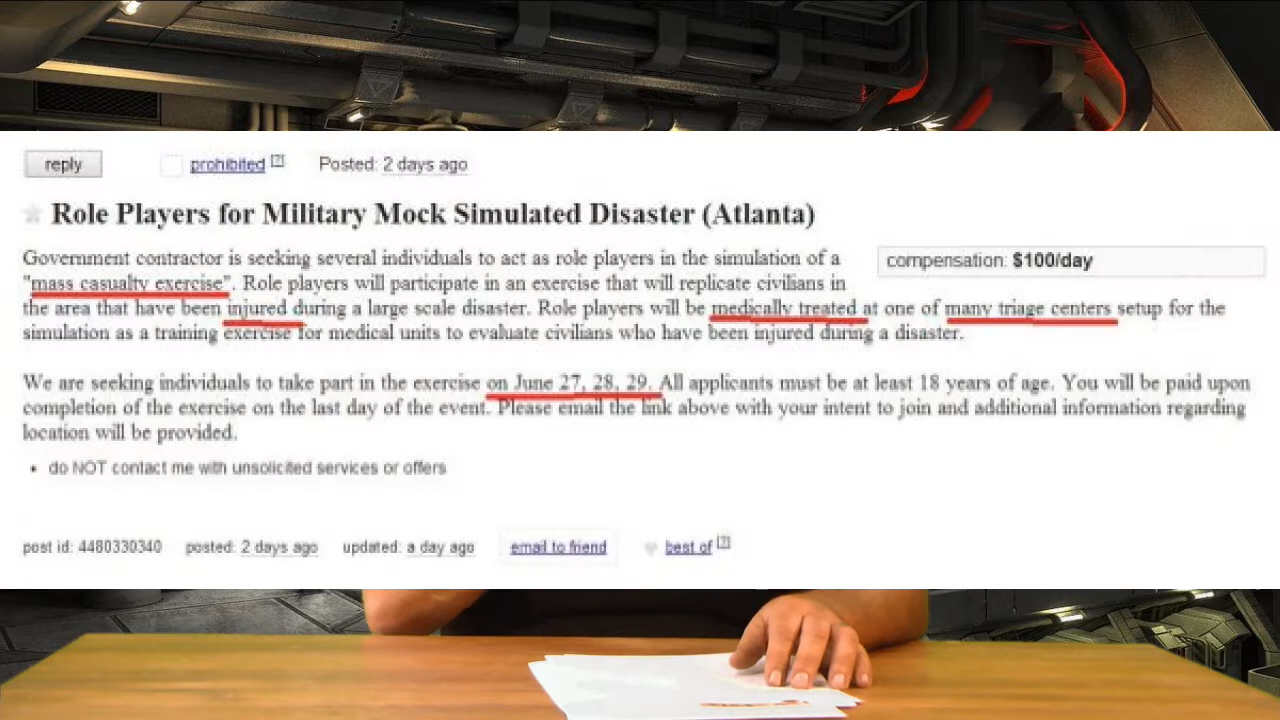 reply prohibited [?] Posted: 2 days ago
Role Players for Military Mock Simulated Disaster (Atlanta)
Government contractor is seeking several individuals to act as role players in the simulation of a
compensation: $100/day
"mass casualty exercise". Role players will participate in an exercise that will replicate civilians in
the area that have been injured during a large scale disaster. Role players will be medically treated at one of many triage centers setup for the
simulation as a training exercise for medical units to evaluate civilians who have been injured during a disaster.
We are seeking individuals to take part in the exercise on June 27, 28, 29. All applicants must be at least 18 years of age. You will be paid upon
completion of the exercise on the last day of the event. Please email the link above with your intent to join and additional information regarding
location will be provided.
• do NOT contact me with unsolicited services or offers
post id: 4480330340 posted: 2 days ago updated: a day ago email to friend best of [?]